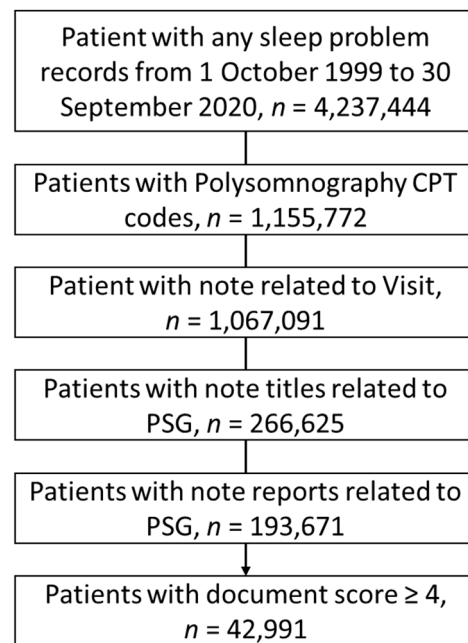 Patient with any sleep problem
records from 1 October 1999 to 30
September 2020, n = 4,237,444
Patients with Polysomnography CPT
codes, n = 1,155,772
Patient with note related to Visit,
n = 1,067,091
Patients with note titles related to
PSG, n = 266,625
Patients with note reports related to
PSG, n = 193,671
Patients with document score ≥ 4,
n = 42,991